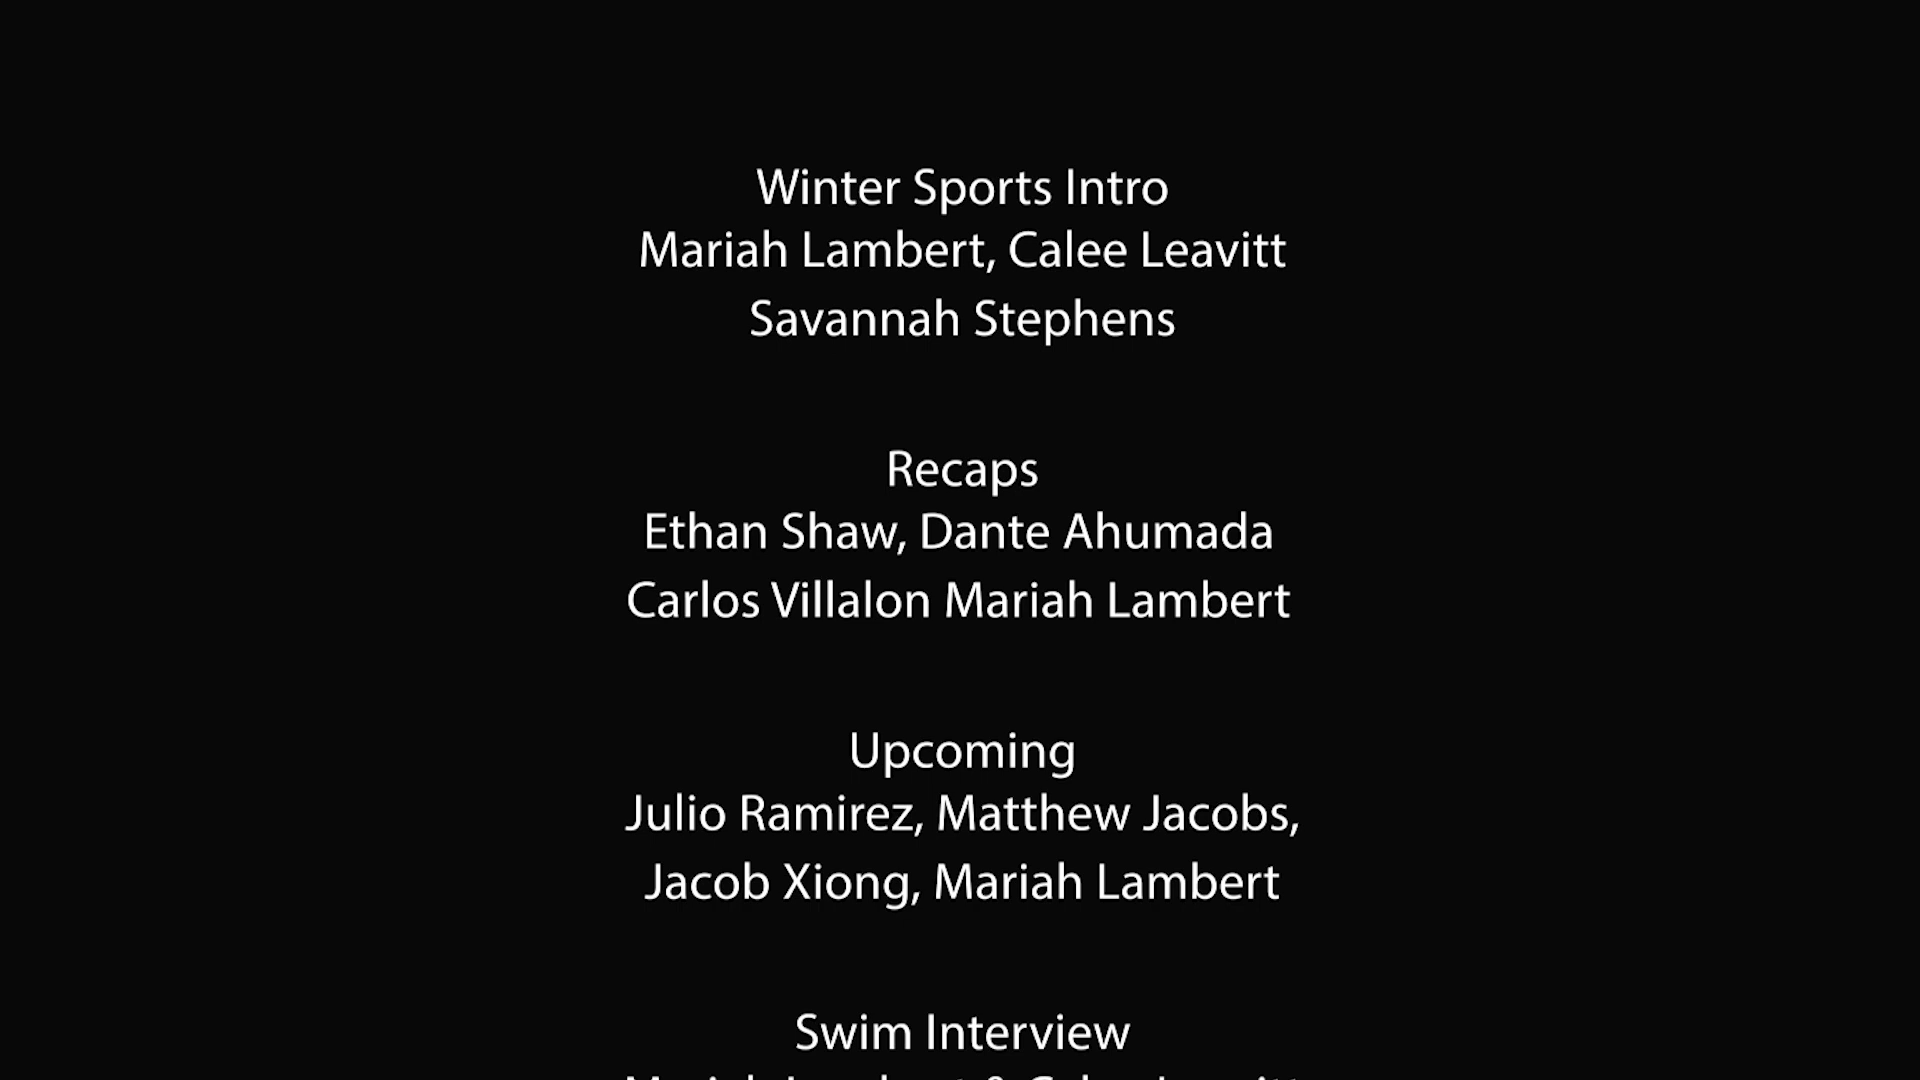 Winter Sports Intro
Mariah Lambert, Calee Leavitt
Savannah Stephens
Recaps
Ethan Shaw, Dante Ahumada
Carlos Villalon Mariah Lambert
Upcoming
Julio Ramirez, Matthew Jacobs,
Jacob Xiong, Mariah Lambert
Swim Interview